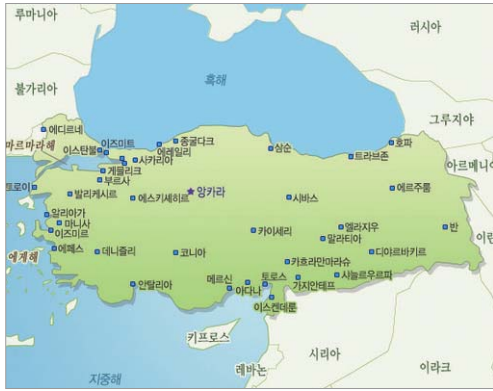 루마니아
러시아
흑해
불가리아
그루지야
에디르네
마르마라해
이즈미트
종굴다크
에레일리
이스탄불
삼순
호파
사카리아
트라브존
아르메니아
게믈리크
부르사
트로이
발리케시르
에스키셰히르
앙카라
시바스
에르주룸
알리아가
마니사
이즈미르
카이세리
엘라지우
말라티아
반
이란
에게해
에페스
데니즐리
코니아
디야르바키르
카흐라만마라슈
안탈리아
메르신
토로스
아다나
가지안테프
시늘르우르파
이스켄데룬
키프로스
시리아
레바논
이라크
지중해